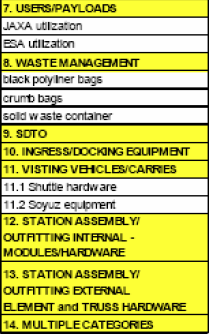 7. USERS/PAYLOADS
JAXA utilization
ESA utilization
8. WASTE MANAGEMENT
black polyliner bags
crumb bags
solid waste container
9. SDTO
10. INGRESS/DOCKING EQUIPMENT
11. VISTING VEHICLES/CARRIES
11.1 Shuttle hardware
11.2 Soyuz equipment
12. STATION ASSEMBLY/
OUTFITTING INTERNAL -
MODULES/HARDWARE
13. STATION ASSEMBLY/
OUTFITTING EXTERNAL
ELEMENT and TRUSS HARDWARE
14. MULTIPLE CATEGORIES